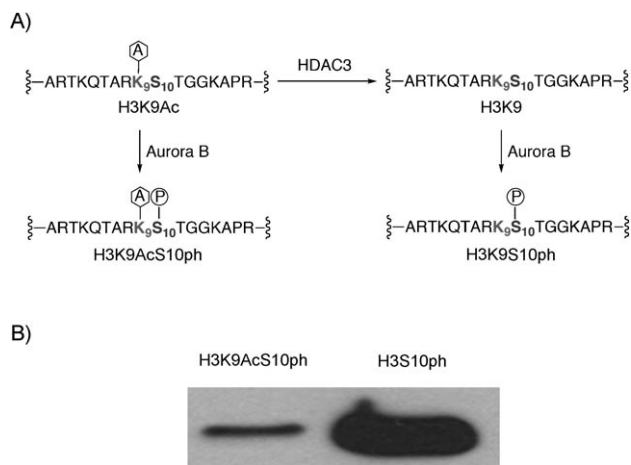 A)
A
HDAC3
ARTKQTARK9S10TGGKAPR
ARTKQTARK9S10TGGKAPR
H3K9Ac
H3K9
Aurora B
Aurora B
A P
P
ARTKQTARK9S10TGGKAPR
ARTKQTARK9S10TGGKAPR
H3K9AcS10ph
H3K9S10ph
B)
H3K9AcS10ph
H3S10ph